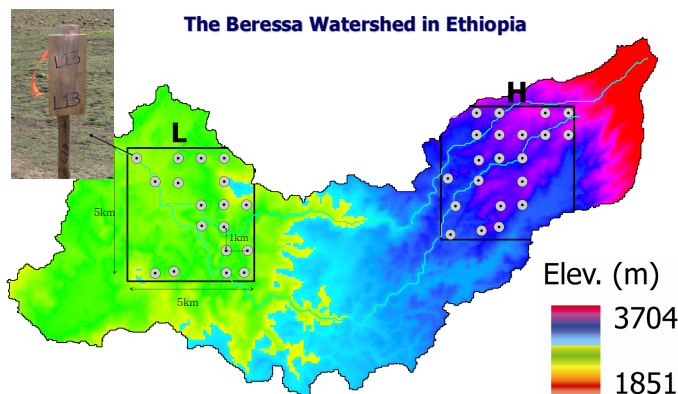 The Beressa Watershed in Ethiopia
L13
L13
H
L
5km
1km
5km
Elev. (m)
3704
1851